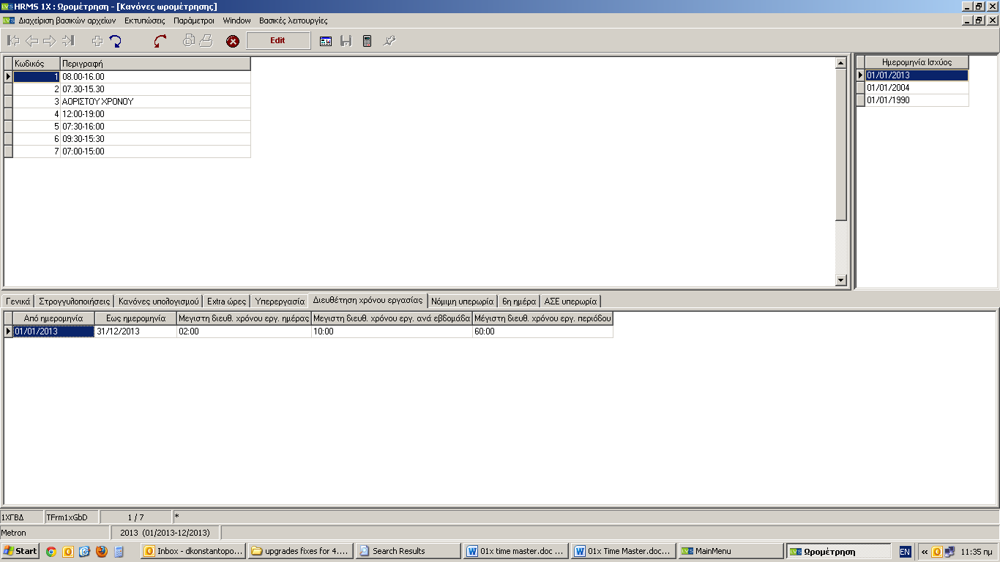 HRMS 1X : Ωρομέτρηση - [Κανόνες ωρομέτρησης]
Διαχείριση βασικών αρχείων Εκτυπώσεις Παράμετροι Window Βασικές λειτουργίες
Edit
Κωδικός Περιγραφή
1 08.00-16.00
2 07.30-15.30
3 ΑΟΡΙΣΤΟΥ ΧΡΟΝΟΥ
4 12:00-19:00
5 07:30-16:00
6 09:30-15:30
7 07:00-15:00
Ημερομηνία Ισχύος
01/01/2013
01/01/2004
01/01/1990
Γενικά Στρογγυλοποιήσεις Κανόνες υπολογισμού Extra ώρες Υπερεργασία Διευθέτηση χρόνου εργασίας Νόμιμη υπερωρία 6η ημέρα ΑΣΕ υπερωρία
Από ημερομηνία Εως ημερομηνία Μεγιστη διευθ. χρόνου εργ. ημέρας Μεγιστη διευθ. χρόνου εργ. ανά εβδομάδα Μέγιστη διευθ. χρόνου εργ. περιόδου
01/01/2013 31/12/2013 02:00 10:00 60:00
1ΧΓΒΔ TFrm1xGbD 1 / 7 *
Metron 2013 (01/2013-12/2013)
Start Inbox - dkonstantopo... upgrades fixes for 4.... Search Results 01x time master.doc ... 01x Time Master.doc... MainMenu Ωρομέτρηση EN « 11:35 πμ